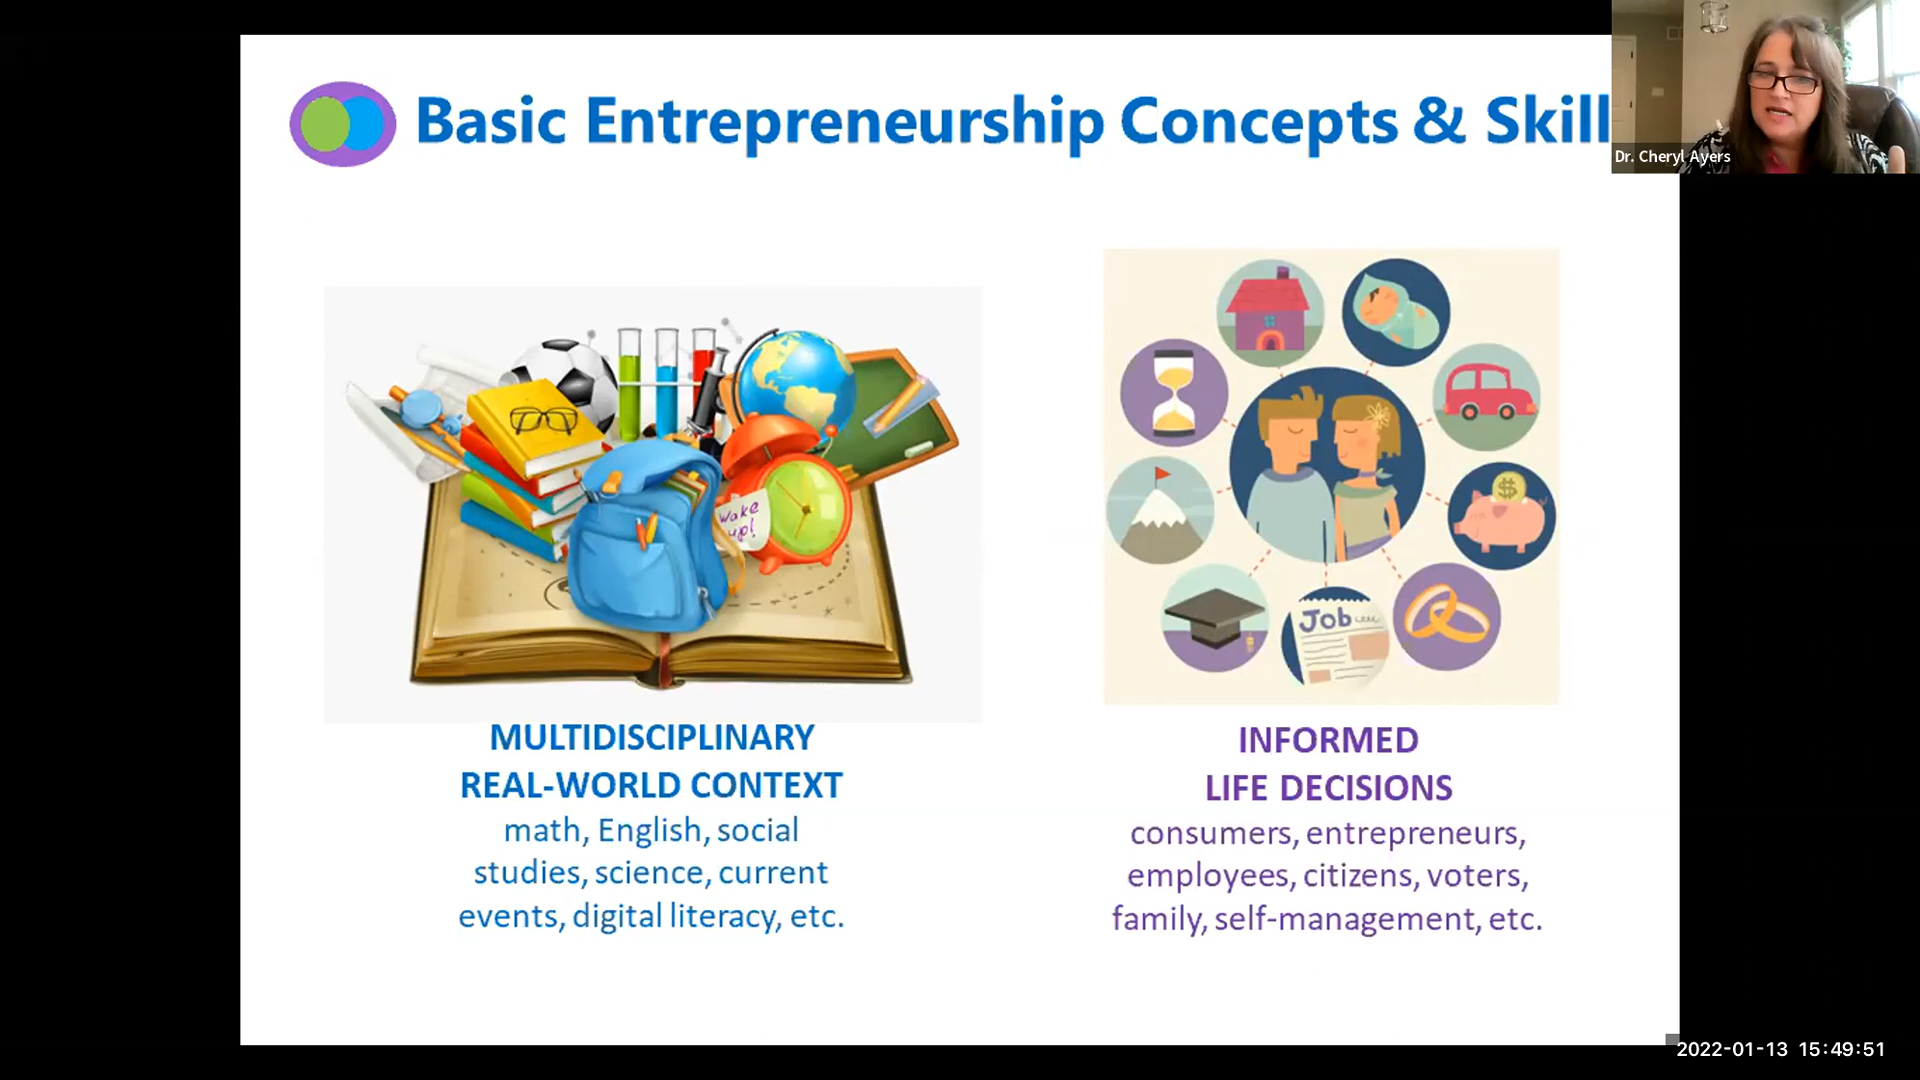 Basic Entrepreneurship Concepts & Skill
Dr. Cheryl Ayers
Wake
up!
$
Job
MULTIDISCIPLINARY
REAL-WORLD CONTEXT
math, English, social
studies, science, current
events, digital literacy, etc.
INFORMED
LIFE DECISIONS
consumers, entrepreneurs,
employees, citizens, voters,
family, self-management, etc.
2022-01-13 15:49:51